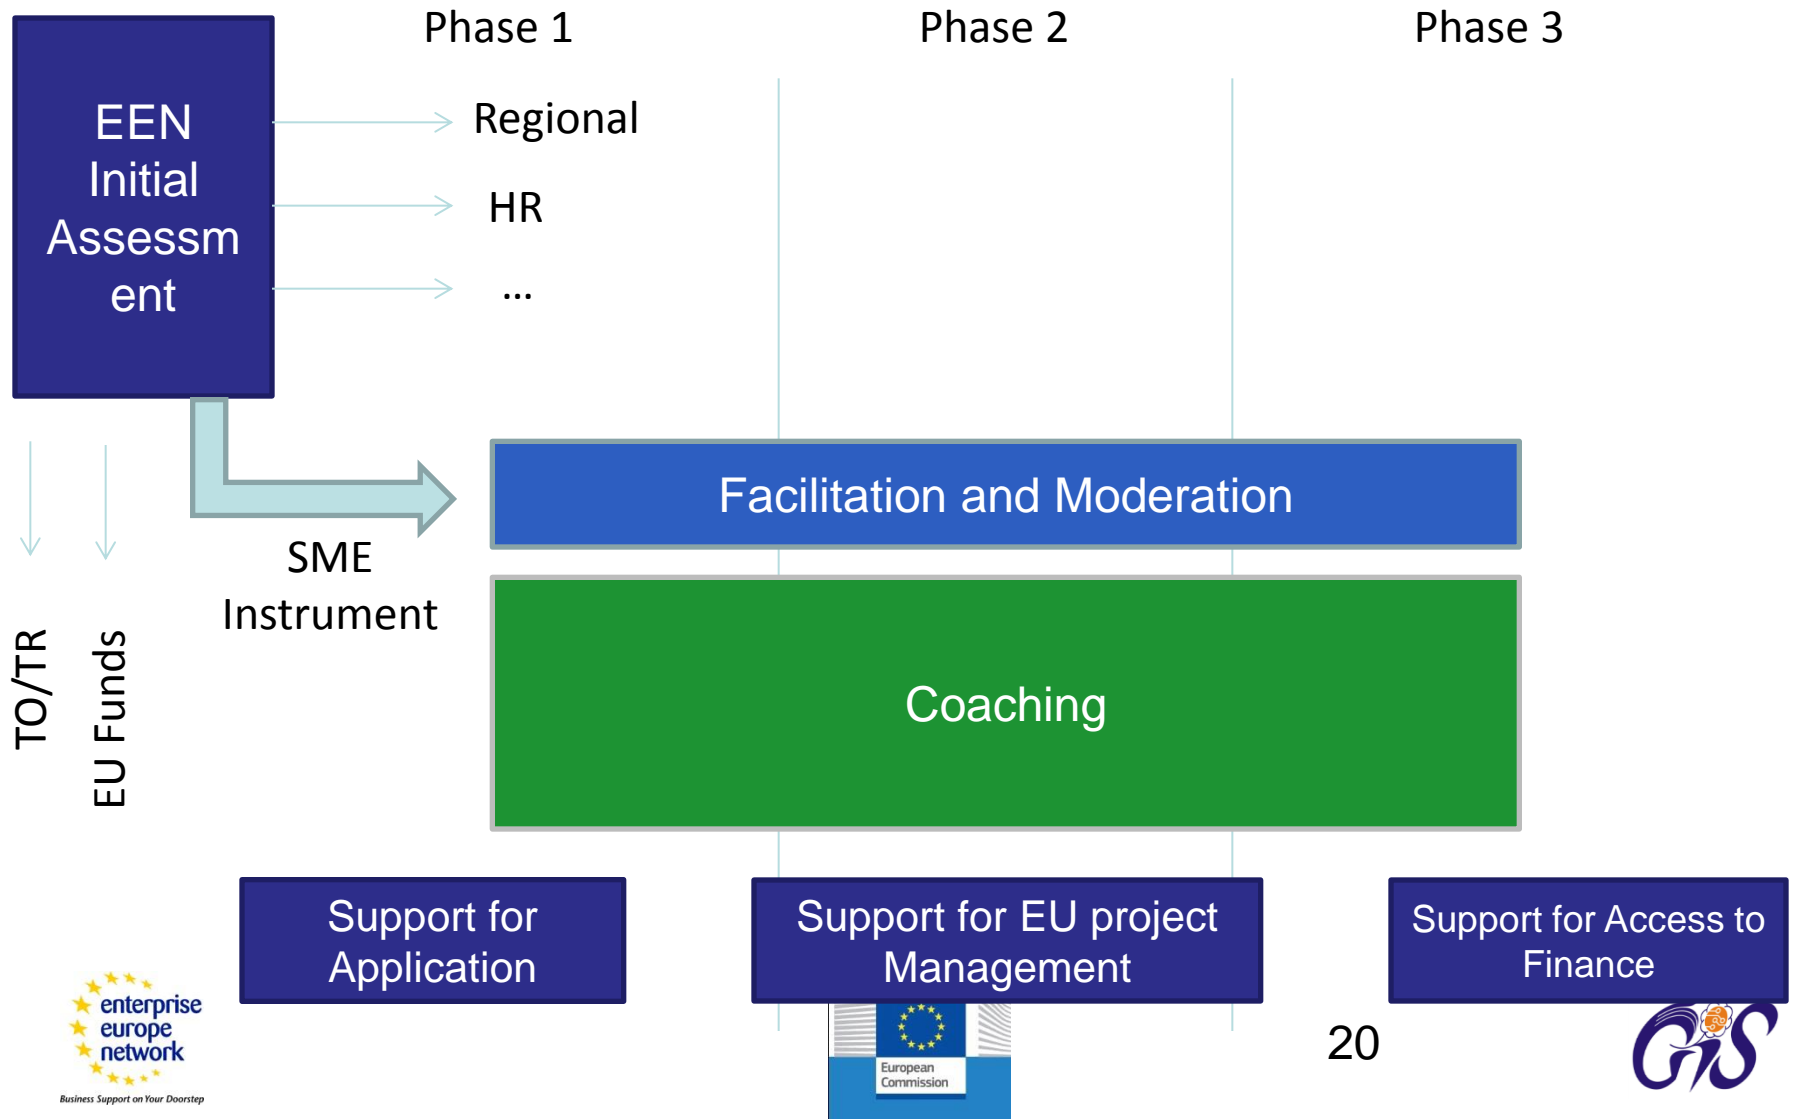 Phase 1
Phase 2
Phase 3
EEN
Initial
Assessm
ent
Regional
HR
...
Facilitation and Moderation
SME
Instrument
TO/TR
EU Funds
Coaching
Support for
Application
Support for EU project
Management
Support for Access to
Finance
enterprise
europe
network
Business Support on Your Doorstep
European
Commission
20
GiS